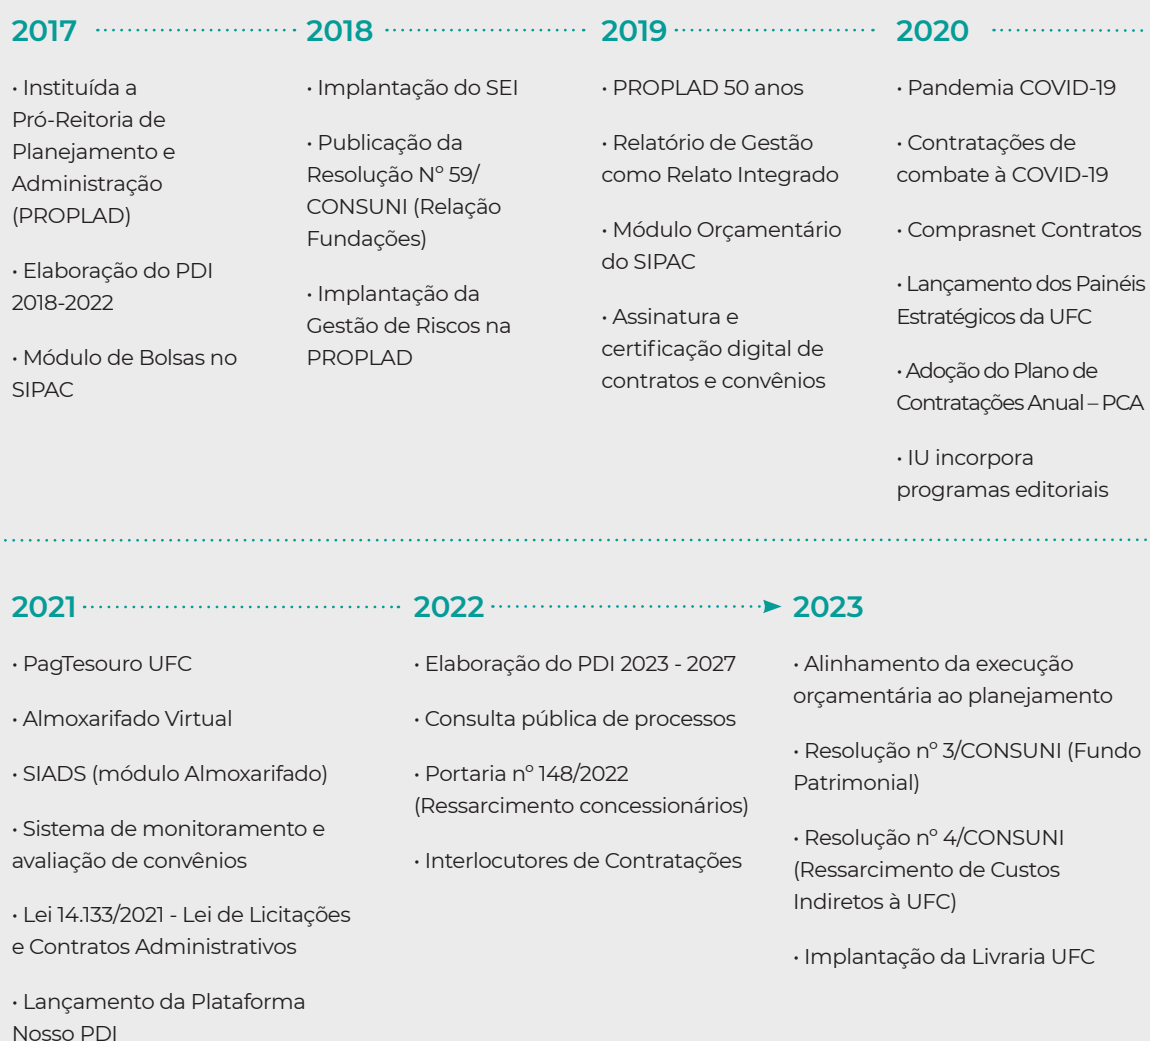 2017
· Instituída a
Pró-Reitoria de
Planejamento e
Administração
(PROPLAD)
· Elaboração do PDI
2018-2022
· Módulo de Bolsas no
SIPAC
2018
· Implantação do SEI
· Publicação da
Resolução Nº 59/
CONSUNI (Relação
Fundações)
· Implantação da
Gestão de Riscos na
PROPLAD
2019
· PROPLAD 50 anos
· Relatório de Gestão
como Relato Integrado
· Módulo Orçamentário
do SIPAC
· Assinatura e
certificação digital de
contratos e convênios
2020
· Pandemia COVID-19
· Contratações de
combate à COVID-19
· Comprasnet Contratos
· Lançamento dos Painéis
Estratégicos da UFC
· Adoção do Plano de
Contratações Anual – PCA
· IU incorpora
programas editoriais
2021
· PagTesouro UFC
· Almoxarifado Virtual
· SIADS (módulo Almoxarifado)
· Sistema de monitoramento e
avaliação de convênios
· Lei 14.133/2021 - Lei de Licitações
e Contratos Administrativos
· Lançamento da Plataforma
Nosso PDI
2022
· Elaboração do PDI 2023 - 2027
· Consulta pública de processos
· Portaria nº 148/2022
(Ressarcimento concessionários)
· Interlocutores de Contratações
2023
· Alinhamento da execução
orçamentária ao planejamento
· Resolução nº 3/CONSUNI (Fundo
Patrimonial)
· Resolução nº 4/CONSUNI
(Ressarcimento de Custos
Indiretos à UFC)
· Implantação da Livraria UFC